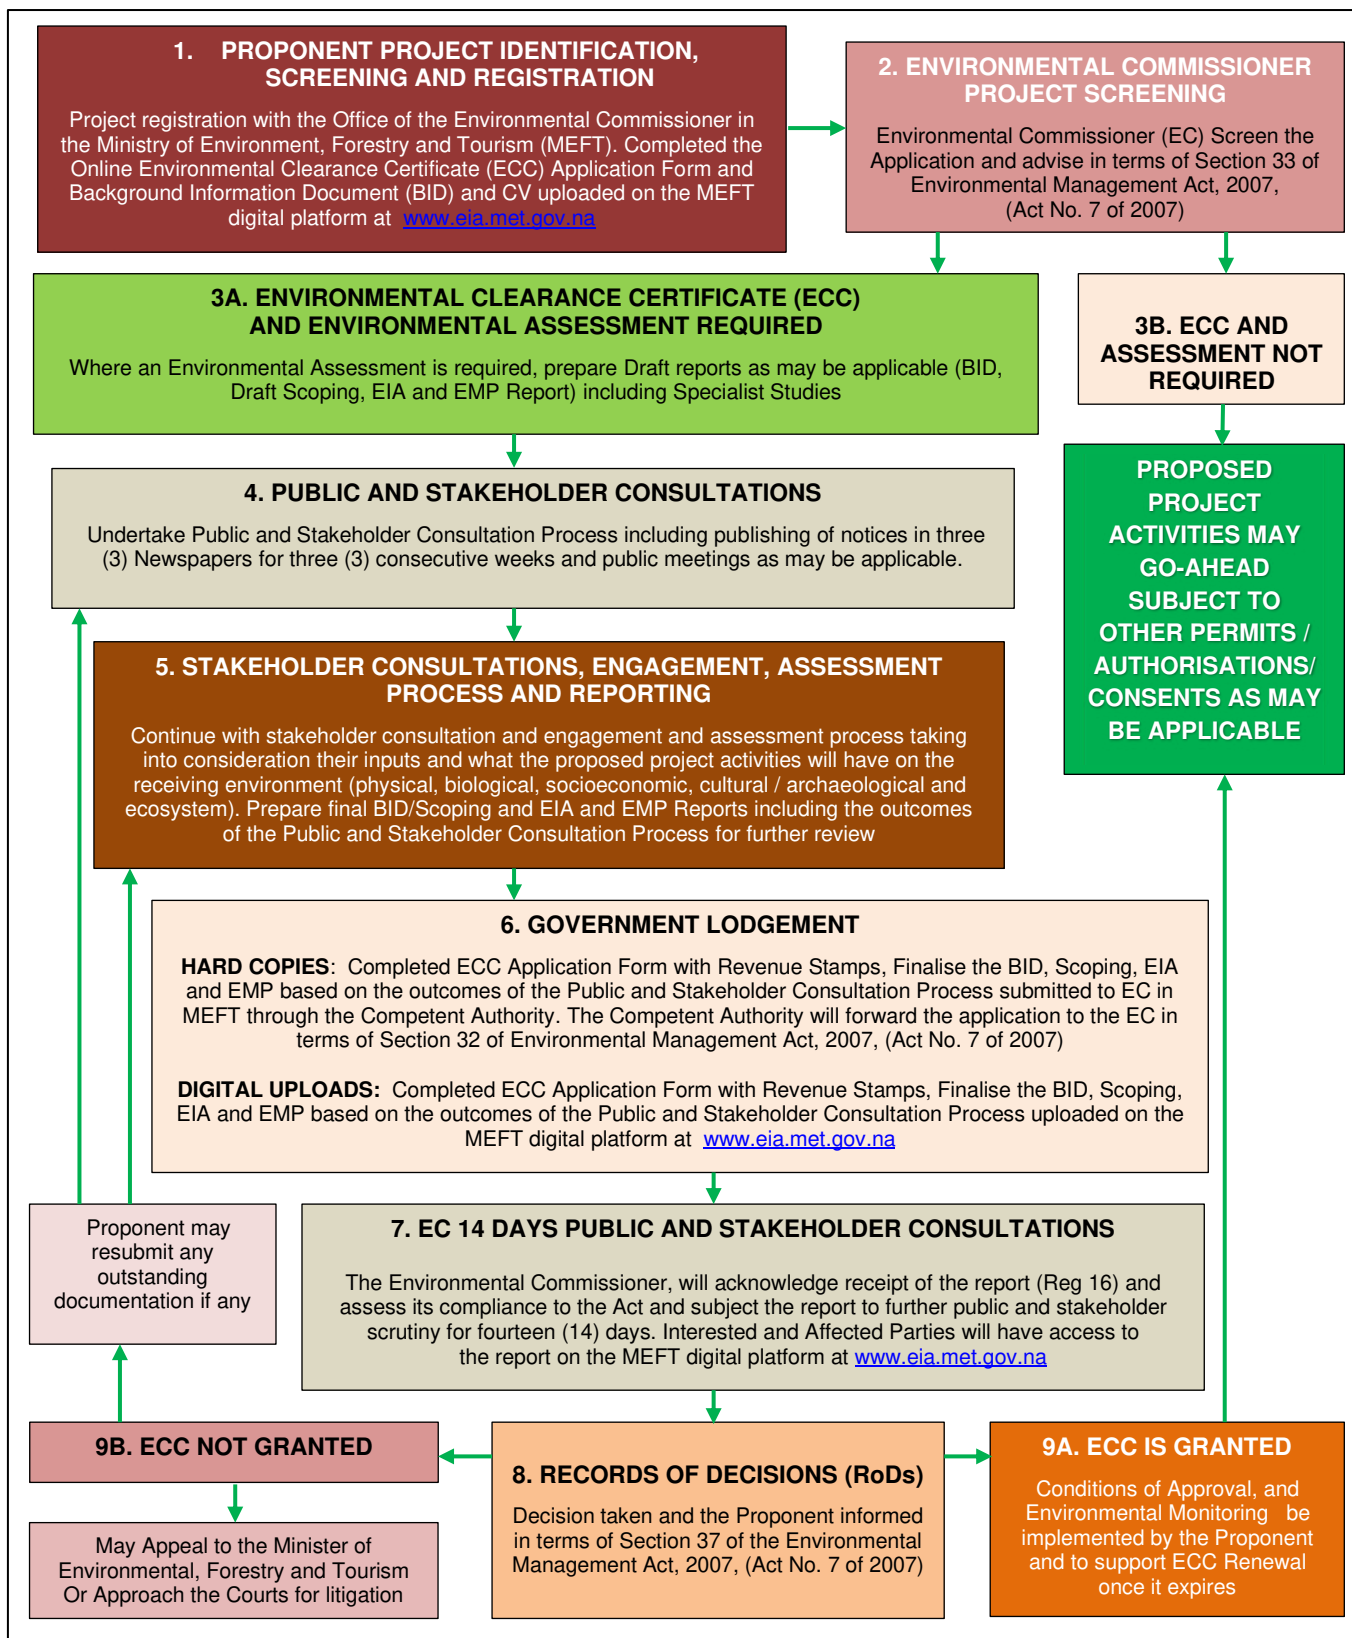 1. PROPONENT PROJECT IDENTIFICATION,
SCREENING AND REGISTRATION
Project registration with the Office of the Environmental Commissioner in
the Ministry of Environment, Forestry and Tourism (MEFT). Completed the
Online Environmental Clearance Certificate (ECC) Application Form and
Background Information Document (BID) and CV uploaded on the MEFT
digital platform at www.eia.met.gov.na
2. ENVIRONMENTAL COMMISSIONER
PROJECT SCREENING
Environmental Commissioner (EC) Screen the
Application and advise in terms of Section 33 of
Environmental Management Act, 2007,
(Act No. 7 of 2007)
3A. ENVIRONMENTAL CLEARANCE CERTIFICATE (ECC)
AND ENVIRONMENTAL ASSESSMENT REQUIRED
Where an Environmental Assessment is required, prepare Draft reports as may be applicable (BID,
Draft Scoping, EIA and EMP Report) including Specialist Studies
3B. ECC AND
ASSESSMENT NOT
REQUIRED
PROPOSED
PROJECT
ACTIVITIES MAY
GO-AHEAD
SUBJECT TO
OTHER PERMITS /
AUTHORISATIONS/
CONSENTS AS MAY
BE APPLICABLE
4. PUBLIC AND STAKEHOLDER CONSULTATIONS
Undertake Public and Stakeholder Consultation Process including publishing of notices in three
(3) Newspapers for three (3) consecutive weeks and public meetings as may be applicable.
5. STAKEHOLDER CONSULTATIONS, ENGAGEMENT, ASSESSMENT
PROCESS AND REPORTING
Continue with stakeholder consultation and engagement and assessment process taking
into consideration their inputs and what the proposed project activities will have on the
receiving environment (physical, biological, socioeconomic, cultural / archaeological and
ecosystem). Prepare final BID/Scoping and EIA and EMP Reports including the outcomes
of the Public and Stakeholder Consultation Process for further review
6. GOVERNMENT LODGEMENT
HARD COPIES: Completed ECC Application Form with Revenue Stamps, Finalise the BID, Scoping, EIA
and EMP based on the outcomes of the Public and Stakeholder Consultation Process submitted to EC in
MEFT through the Competent Authority. The Competent Authority will forward the application to the EC in
terms of Section 32 of Environmental Management Act, 2007, (Act No. 7 of 2007)
DIGITAL UPLOADS: Completed ECC Application Form with Revenue Stamps, Finalise the BID, Scoping,
EIA and EMP based on the outcomes of the Public and Stakeholder Consultation Process uploaded on the
MEFT digital platform at www.eia.met.gov.na
Proponent may
resubmit any
outstanding
documentation if any
7. EC 14 DAYS PUBLIC AND STAKEHOLDER CONSULTATIONS
The Environmental Commissioner, will acknowledge receipt of the report (Reg 16) and
assess its compliance to the Act and subject the report to further public and stakeholder
scrutiny for fourteen (14) days. Interested and Affected Parties will have access to
the report on the MEFT digital platform at www.eia.met.gov.na
9B. ECC NOT GRANTED
May Appeal to the Minister of
Environmental, Forestry and Tourism
Or Approach the Courts for litigation
8. RECORDS OF DECISIONS (RoDs)
Decision taken and the Proponent informed
in terms of Section 37 of the Environmental
Management Act, 2007, (Act No. 7 of 2007)
9A. ECC IS GRANTED
Conditions of Approval, and
Environmental Monitoring be
implemented by the Proponent
and to support ECC Renewal
once it expires